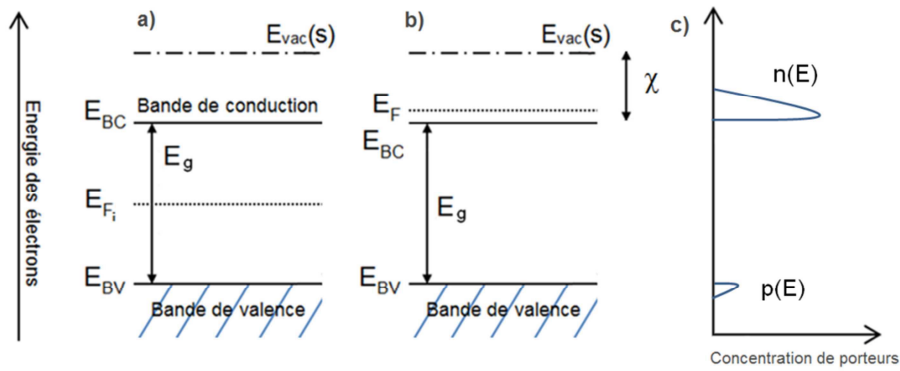 Energie des électrons
a)
Evac(s)
Bande de conduction
EBC
Eg
EFi
EBV
Bande de valence
b)
Evac(s)
χ
EF
EBC
Eg
EBV
Bande de valence
c)
n(E)
p(E)
Concentration de porteurs